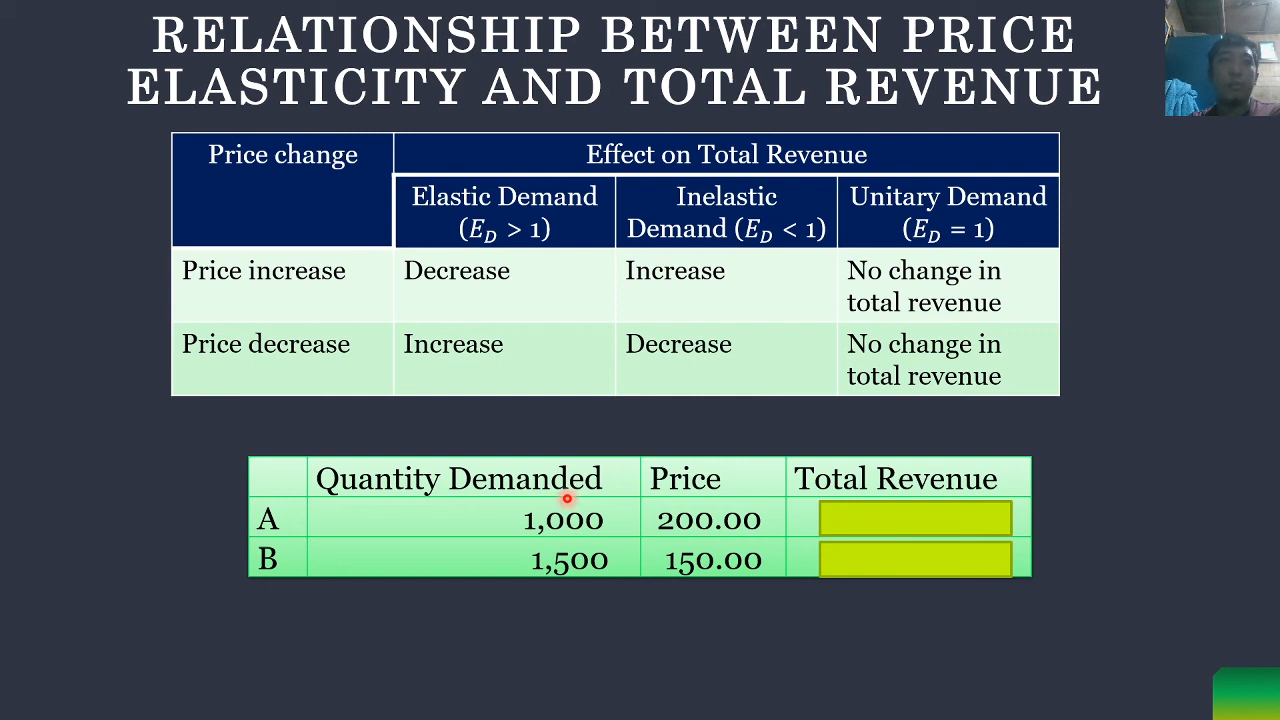 RELATIONSHIP BETWEEN PRICE
ELASTICITY AND TOTAL REVENUE
Price change
Effect on Total Revenue
Elastic Demand
(E_D > 1)
Inelastic
Demand (E_D < 1)
Unitary Demand
(E_D = 1)
Price increase
Decrease
Increase
No change in
total revenue
Price decrease
Increase
Decrease
No change in
total revenue
Quantity Demanded Price Total Revenue
A 1,000 200.00
B 1,500 150.00